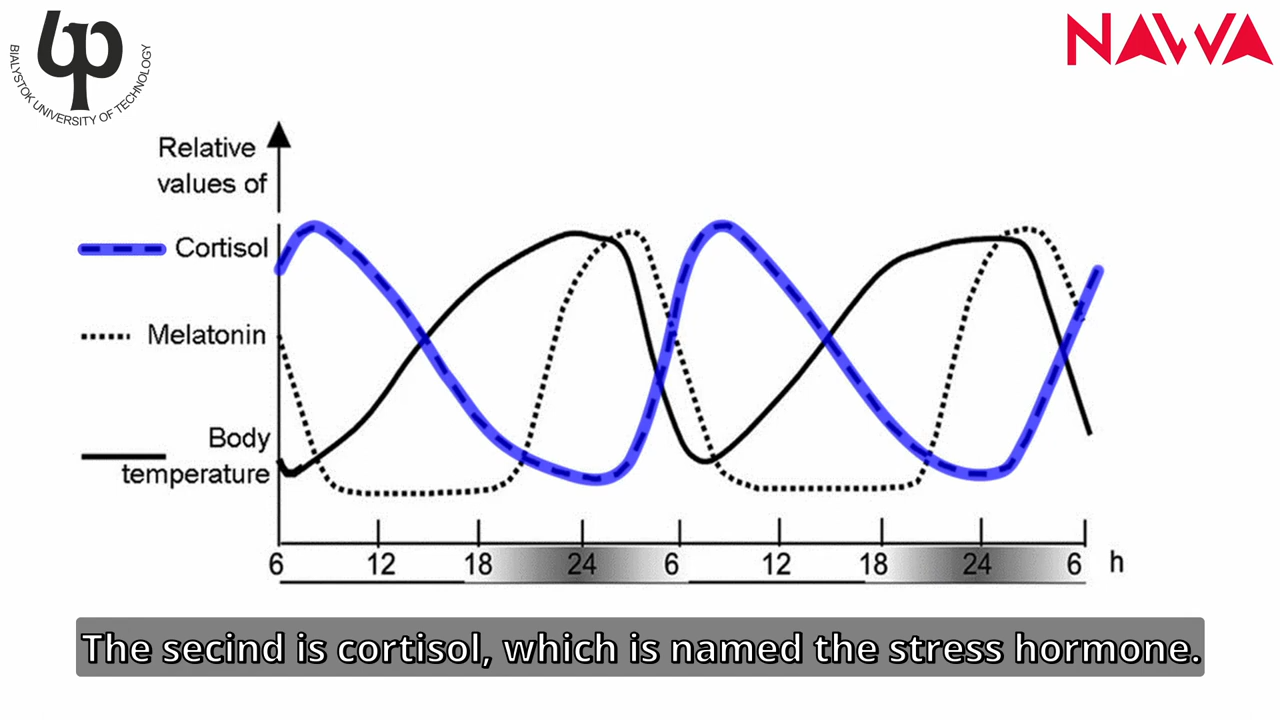 BIALYSTOK UNIVERSITY OF TECHNOLOGY
NAWA
Relative
values of
Cortisol
Melatonin
Body
temperature
6 12 18 24 6 12 18 24 6 h
The secind is cortisol, which is named the stress hormone.